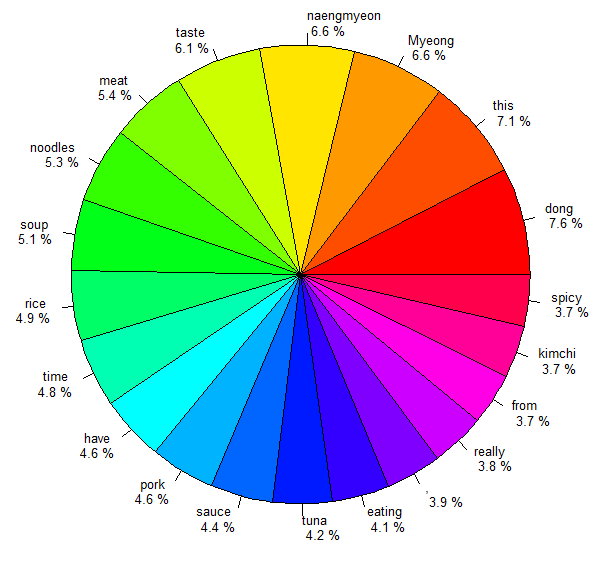 naengmyeon
6.6 %
Myeong
6.6 %
this
7.1 %
dong
7.6 %
spicy
3.7 %
kimchi
3.7 %
from
3.7 %
really
3.8 %
'
3.9 %
eating
4.1 %
tuna
4.2 %
sauce
4.4 %
pork
4.6 %
have
4.6 %
time
4.8 %
rice
4.9 %
soup
5.1 %
noodles
5.3 %
meat
5.4 %
taste
6.1 %